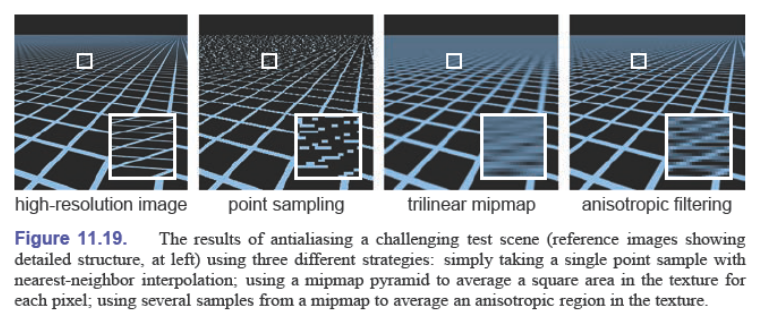 high-resolution image
point sampling
trilinear mipmap
anisotropic filtering
Figure 11.19. The results of antialiasing a challenging test scene (reference images showing
detailed structure, at left) using three different strategies: simply taking a single point sample with
nearest-neighbor interpolation; using a mipmap pyramid to average a square area in the texture for
each pixel; using several samples from a mipmap to average an anisotropic region in the texture.